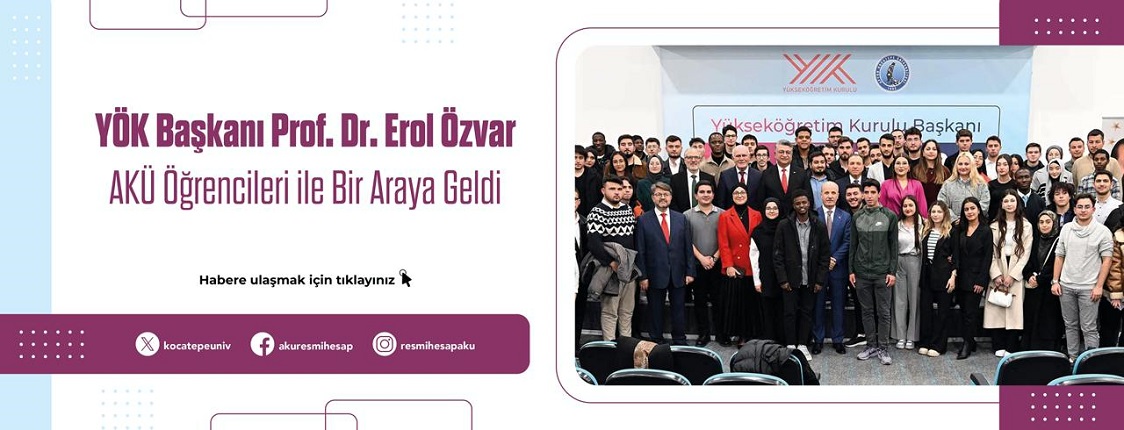 YÖK Başkanı Prof. Dr. Erol Özvar
AKÜ Öğrencileri ile Bir Araya Geldi
Habere ulaşmak için tıklayınız
kocatepeuniv
akuresmihesap
resmihesapaku
YÜKSEKÖĞRETİM KURULU
Yükseköğretim Kurulu Başkanı